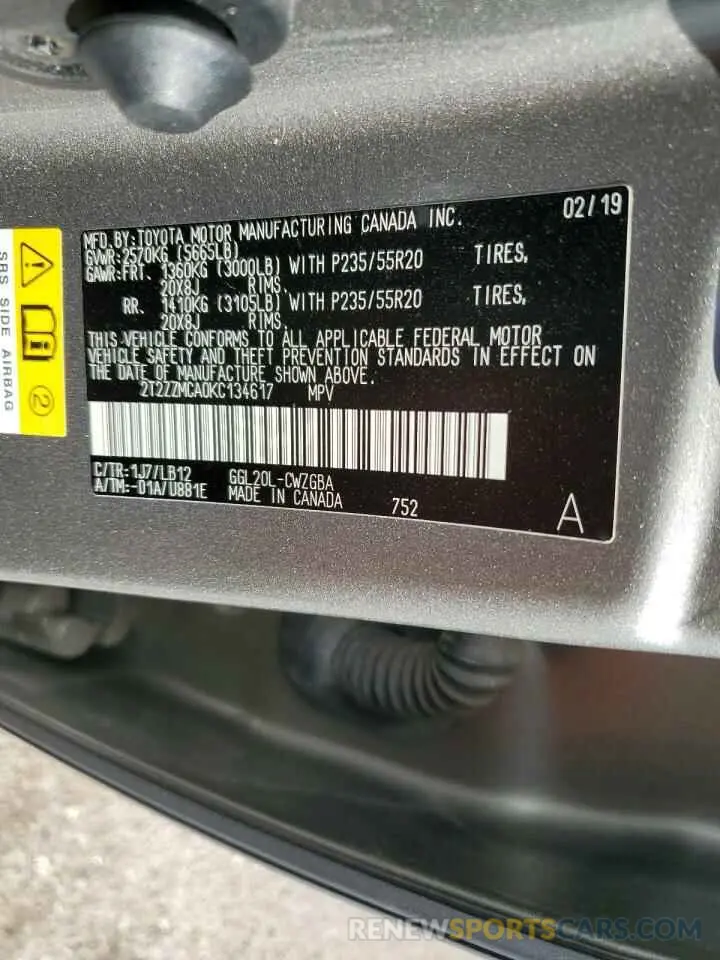 02/19
MFD. BY: TOYOTA MOTOR MANUFACTURING CANADA INC.
GVWR: 2570KG (5665LB)
GAWR: FRT. 1360KG (3000LB) WITH P235/55R20 TIRES,
20X8J RIMS.
RR. 1410KG (3105LB) WITH P235/55R20 TIRES,
20X8J RIMS.
THIS VEHICLE CONFORMS TO ALL APPLICABLE FEDERAL MOTOR
VEHICLE SAFETY AND THEFT PREVENTION STANDARDS IN EFFECT ON
THE DATE OF MANUFACTURE SHOWN ABOVE.
2T2ZZMCA0KC134617 MPV
C/TR: 1J7/LB12 GGL20L-CWZGBA
A/TM: -01A/U881E MADE IN CANADA 752
A
SRS SIDE AIRBAG
2
RENEWSPORTSCARS.COM